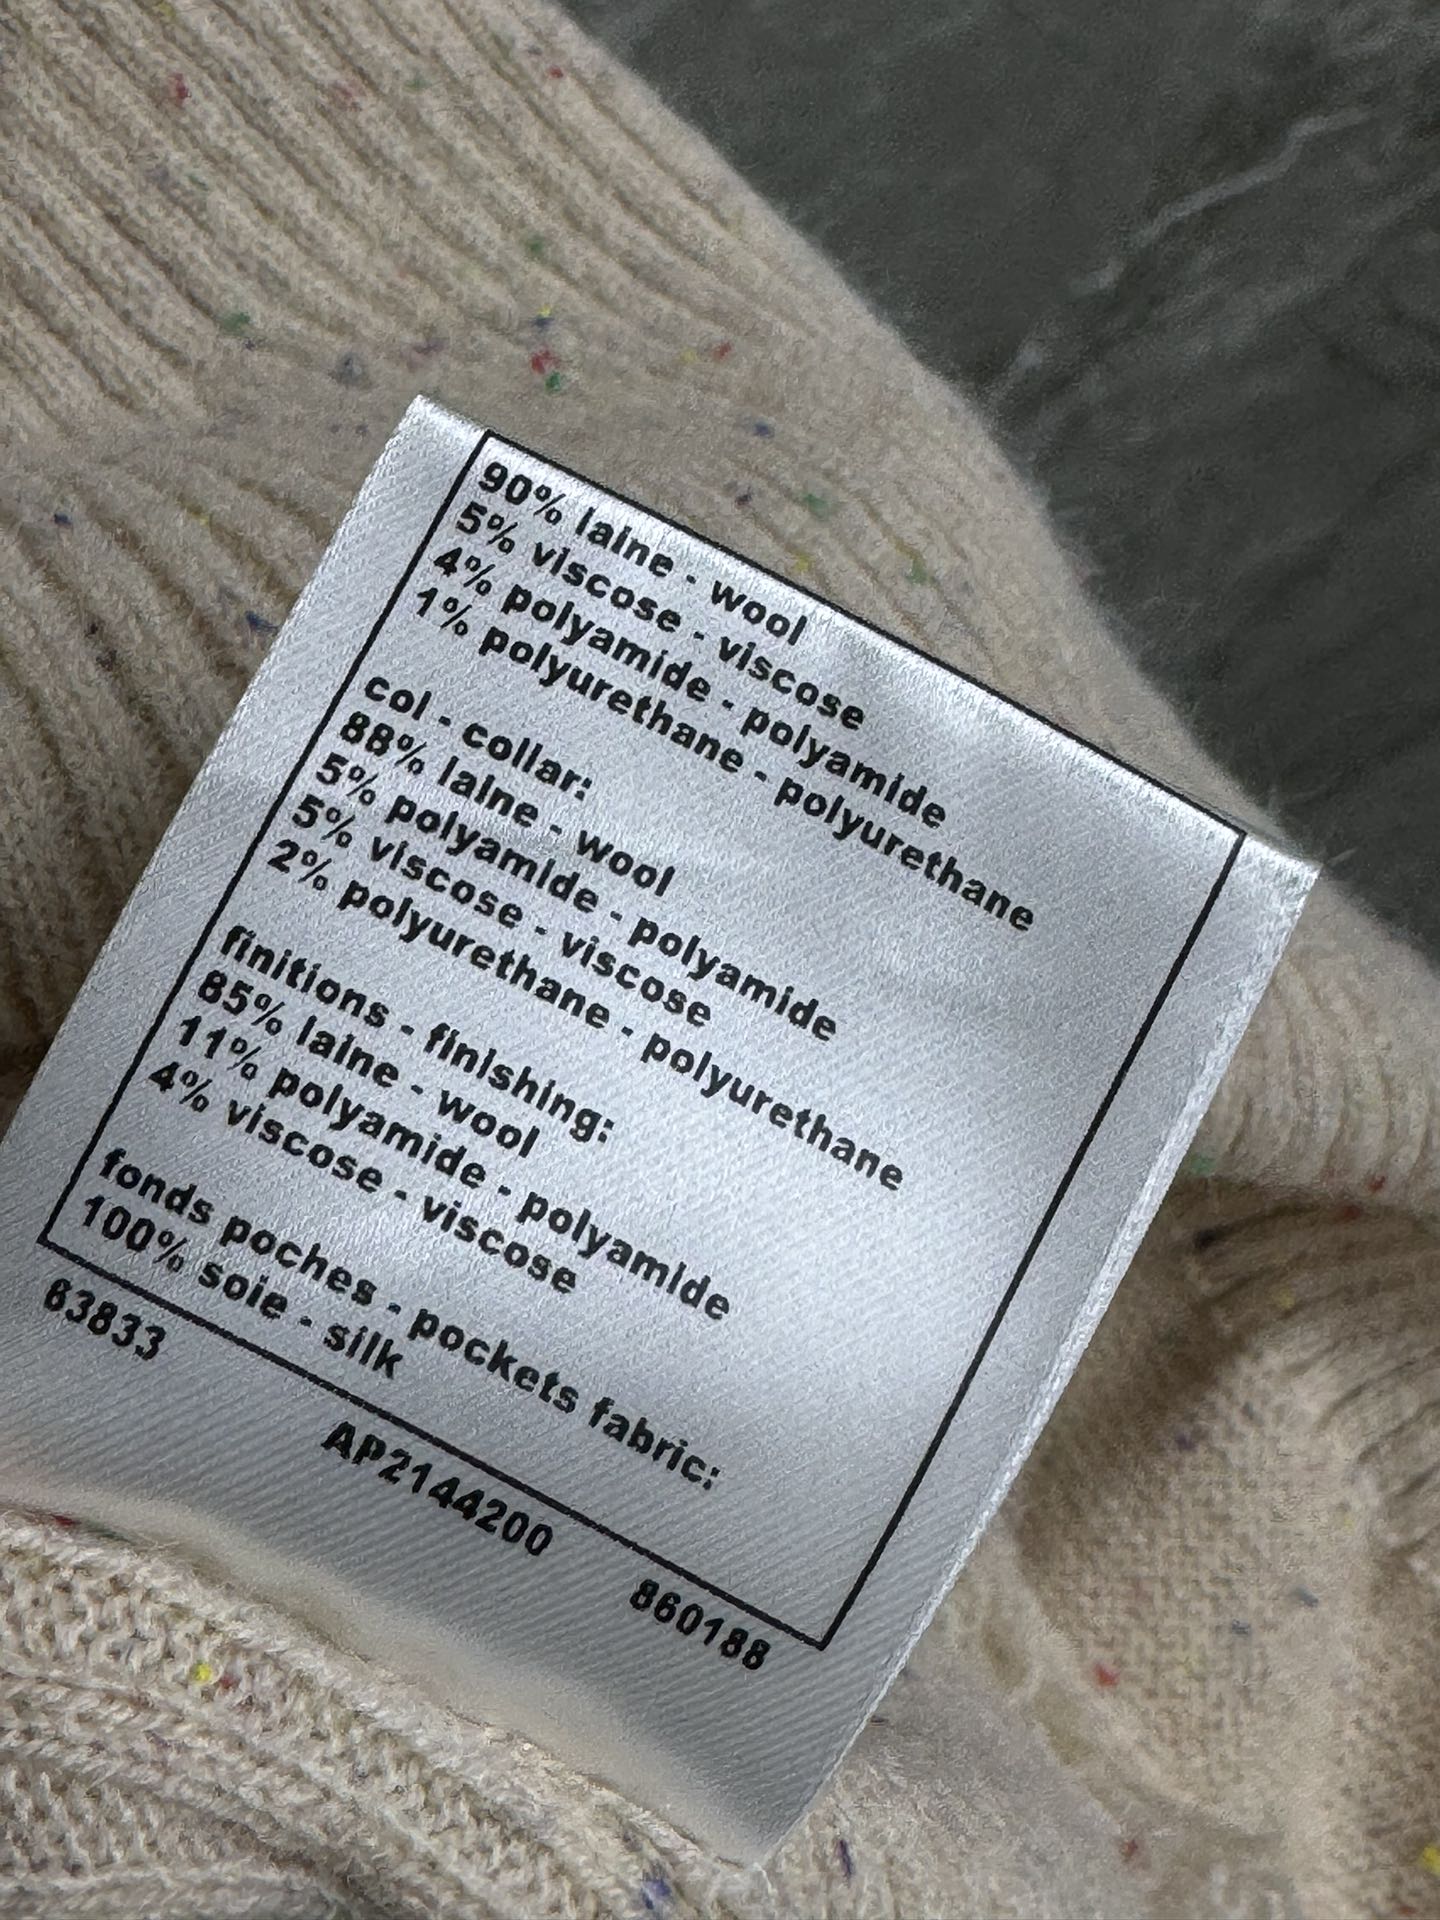 90% laine - wool
5% viscose - viscose
4% polyamide - polyamide
1% polyurethane - polyurethane
col - collar:
88% laine - wool
5% polyamide - polyamide
5% viscose - viscose
2% polyurethane - polyurethane
finitions - finishing:
85% laine - wool
11% polyamide - polyamide
4% viscose - viscose
fonds poches - pockets fabric:
100% soie - silk
63833
AP2144200
860188